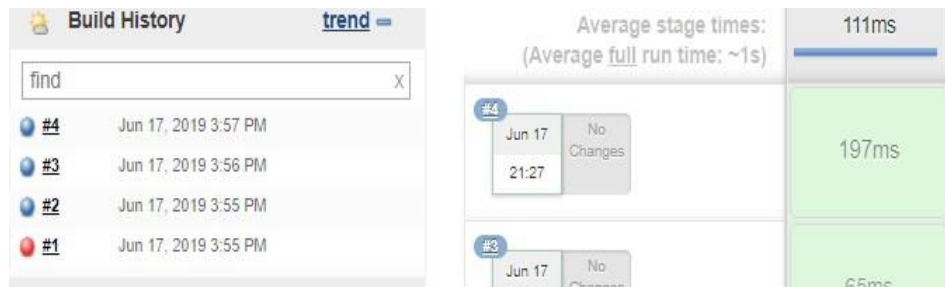 Build History trend
find X
#4 Jun 17, 2019 3:57 PM
#3 Jun 17, 2019 3:56 PM
#2 Jun 17, 2019 3:55 PM
#1 Jun 17, 2019 3:55 PM
Average stage times:
(Average full run time: ~1s)
111ms
#4
Jun 17
21:27
No
Changes
197ms
#3
Jun 17
No
Changes
65ms